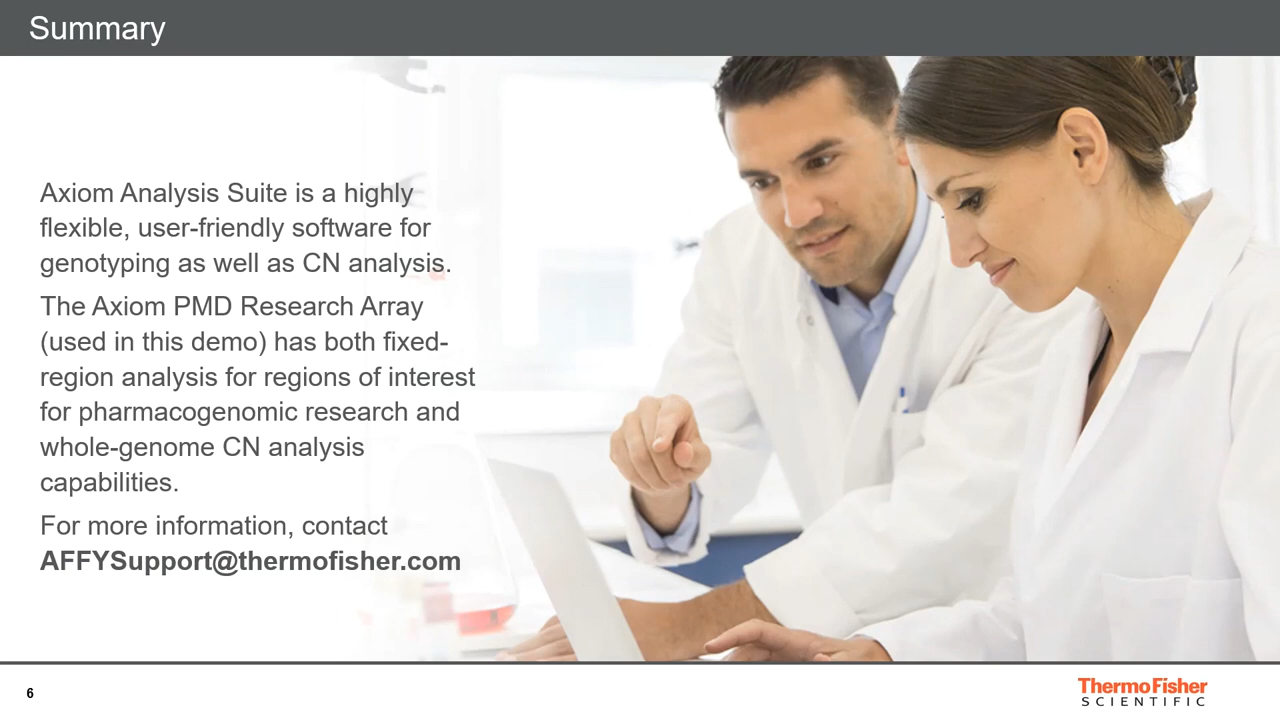 Summary
Axiom Analysis Suite is a highly
flexible, user-friendly software for
genotyping as well as CN analysis.
The Axiom PMD Research Array
(used in this demo) has both fixed-
region analysis for regions of interest
for pharmacogenomic research and
whole-genome CN analysis
capabilities.
For more information, contact
AFFYSupport@thermofisher.com
6
ThermoFisher
SCIENTIFIC